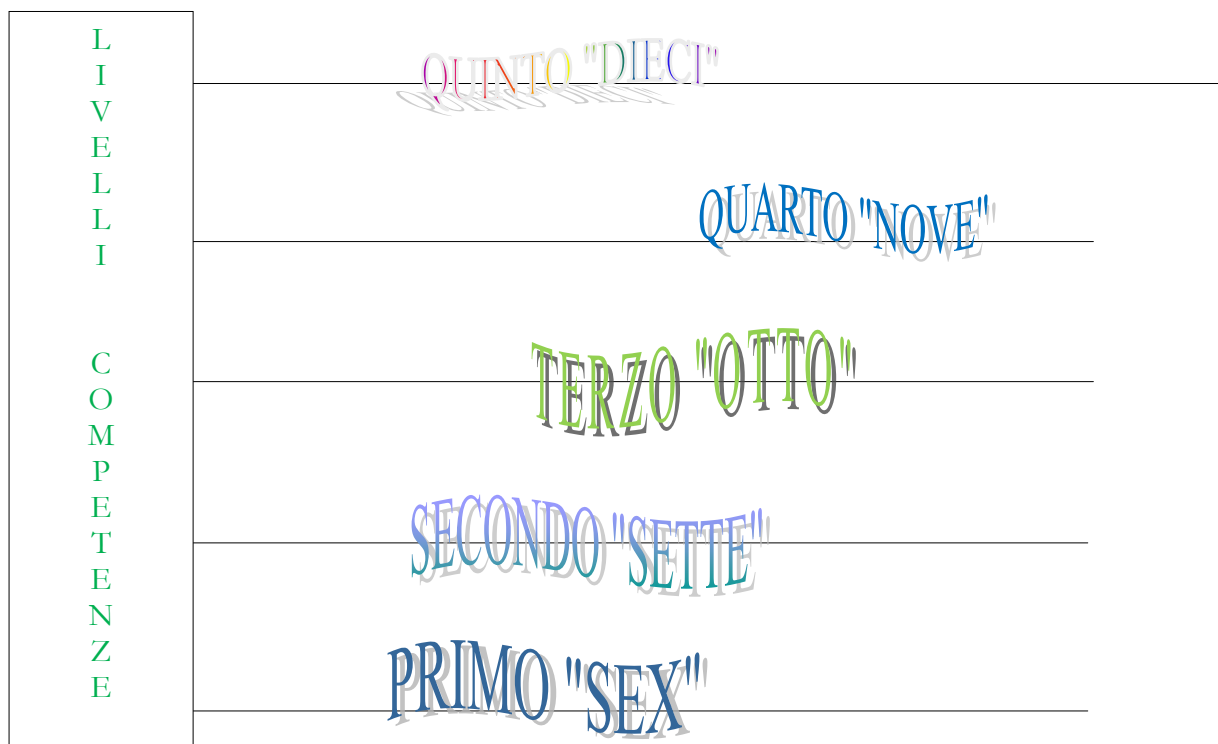 LIVELLI
COMPETENZE
QUINTO "DIECI"
QUARTO "NOVE"
TERZO "OTTO"
SECONDO "SETTE"
PRIMO "SEX"